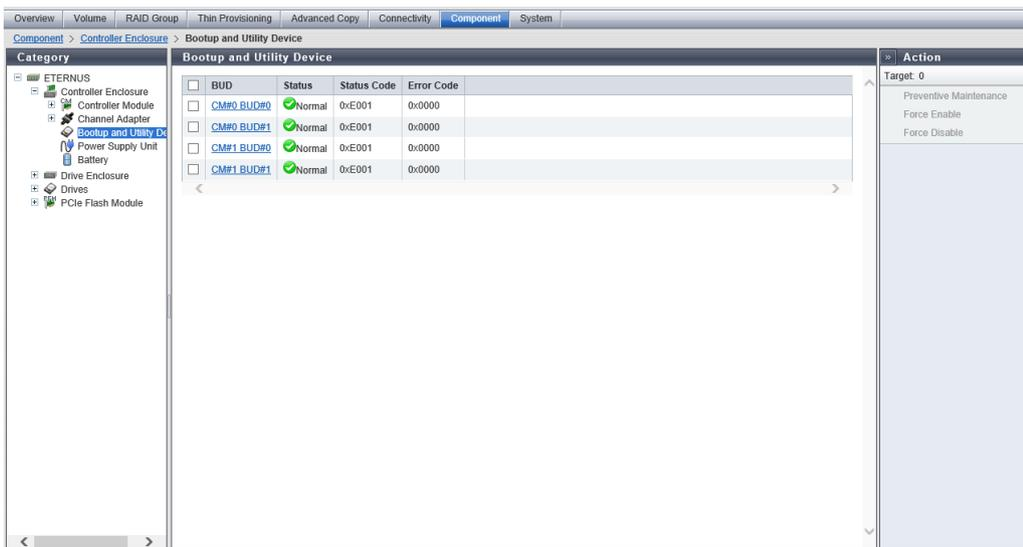 Overview Volume RAID Group Thin Provisioning Advanced Copy Connectivity Component System
Component > Controller Enclosure > Bootup and Utility Device
Category
ETERNUS
Controller Enclosure
Controller Module
Channel Adapter
Bootup and Utility De
Power Supply Unit
Battery
Drive Enclosure
Drives
PCIe Flash Module
Bootup and Utility Device
BUD Status Status Code Error Code
CM#0 BUD#0 Normal 0xE001 0x0000
CM#0 BUD#1 Normal 0xE001 0x0000
CM#1 BUD#0 Normal 0xE001 0x0000
CM#1 BUD#1 Normal 0xE001 0x0000
» Action
Target: 0
Preventive Maintenance
Force Enable
Force Disable